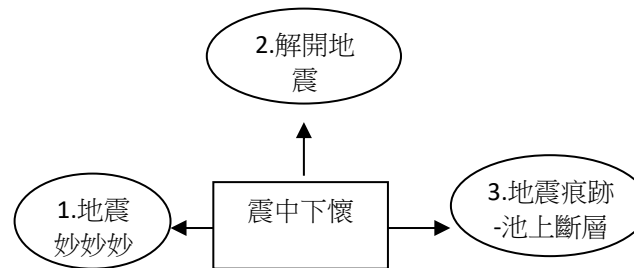 2.解開地
震
1.地震
妙妙妙
震中下懷
3.地震痕跡
-池上斷層